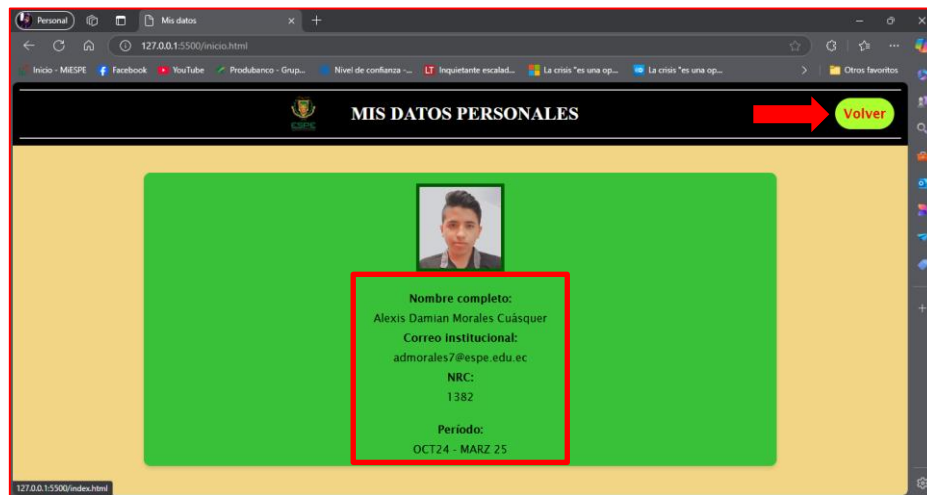 Personal
Mis datos
127.0.0.1:5500/inicio.html
Inicio - MiESPE
Facebook
YouTube
Produbanco - Grup...
Nivel de confianza -...
LT Inquietante escalad...
La crisis "es una op...
La crisis "es una op...
Otros favoritos
ESPE
MIS DATOS PERSONALES
Volver
Nombre completo:
Alexis Damian Morales Cuásquer
Correo institucional:
admorales7@espe.edu.ec
NRC:
1382
Período:
OCT24 - MARZ 25
127.0.0.1:5500/index.html